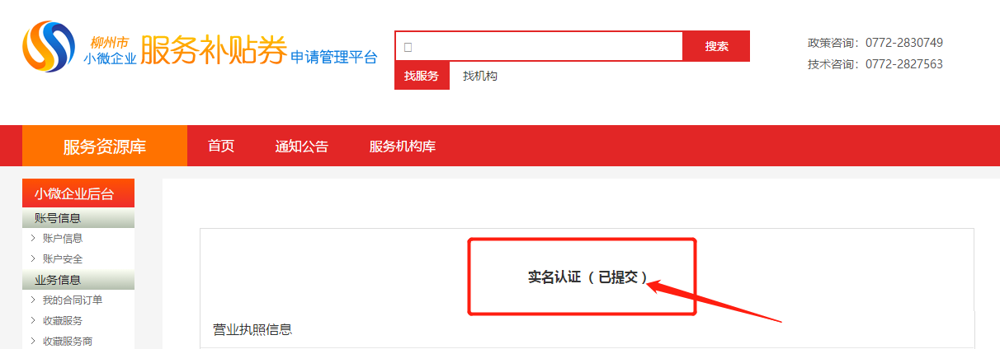 柳州市
小微企业 服务补贴券 申请管理平台
搜索
找服务 找机构
政策咨询：0772-2830749
技术咨询：0772-2827563
服务资源库 首页 通知公告 服务机构库
小微企业后台
账号信息
账户信息
账户安全
业务信息
我的合同订单
收藏服务
收藏服务商
实名认证（已提交）
营业执照信息